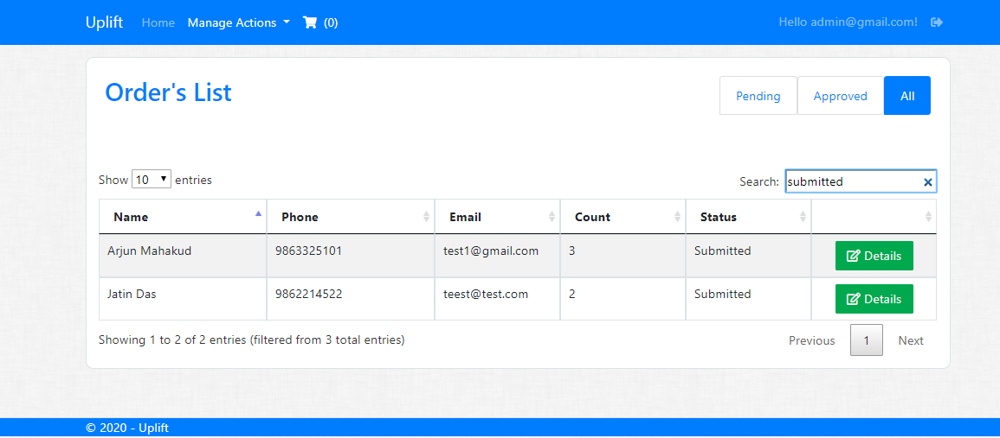 Uplift Home Manage Actions (0) Hello admin@gmail.com!
Order's List Pending Approved All
Show 10 entries Search: submitted
Name Phone Email Count Status
Arjun Mahakud 9863325101 test1@gmail.com 3 Submitted Details
Jatin Das 9862214522 teest@test.com 2 Submitted Details
Showing 1 to 2 of 2 entries (filtered from 3 total entries) Previous 1 Next
© 2020 - Uplift